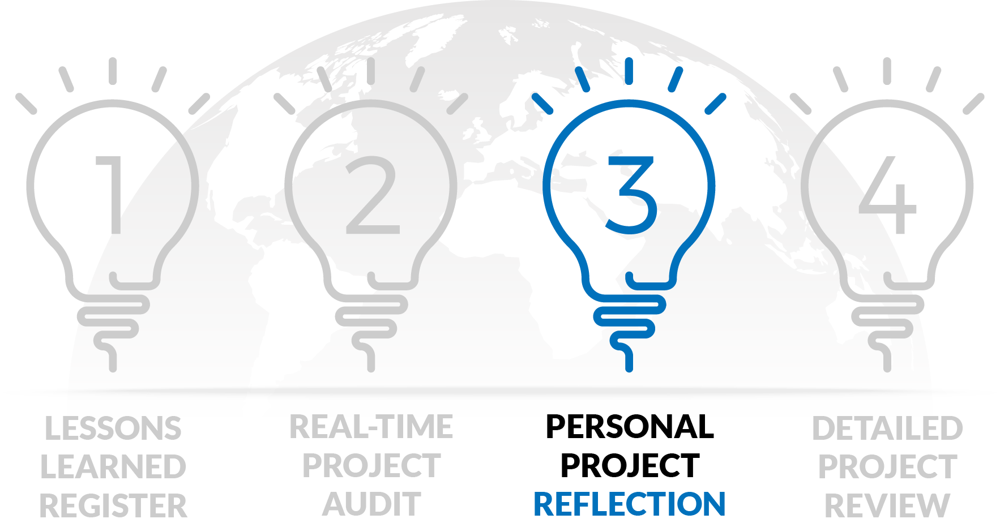 1
2
3
4
LESSONS
LEARNED
REGISTER
REAL-TIME
PROJECT
AUDIT
PERSONAL
PROJECT
REFLECTION
DETAILED
PROJECT
REVIEW